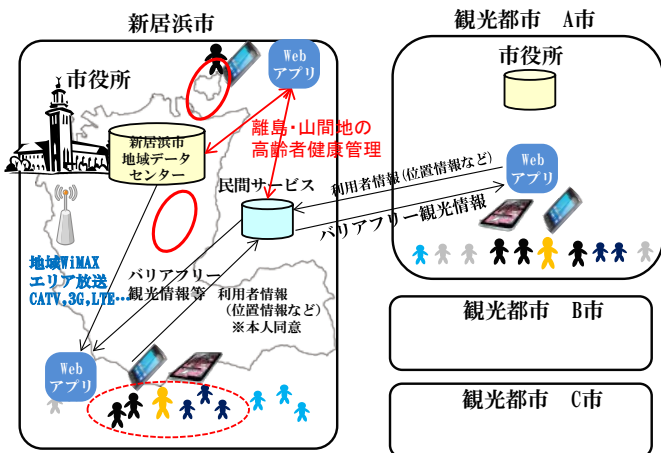 新居浜市
市役所
Web
アプリ
新居浜市
地域データ
センター
離島・山間地の
高齢者健康管理
民間サービス
地域WiMAX
エリア放送
CATV,3G,LTE…
バリアフリー
観光情報等
利用者情報
(位置情報など)
※本人同意
Web
アプリ
利用者情報(位置情報など)
バリアフリー観光情報
観光都市 A市
市役所
Web
アプリ
観光都市 B市
観光都市 C市